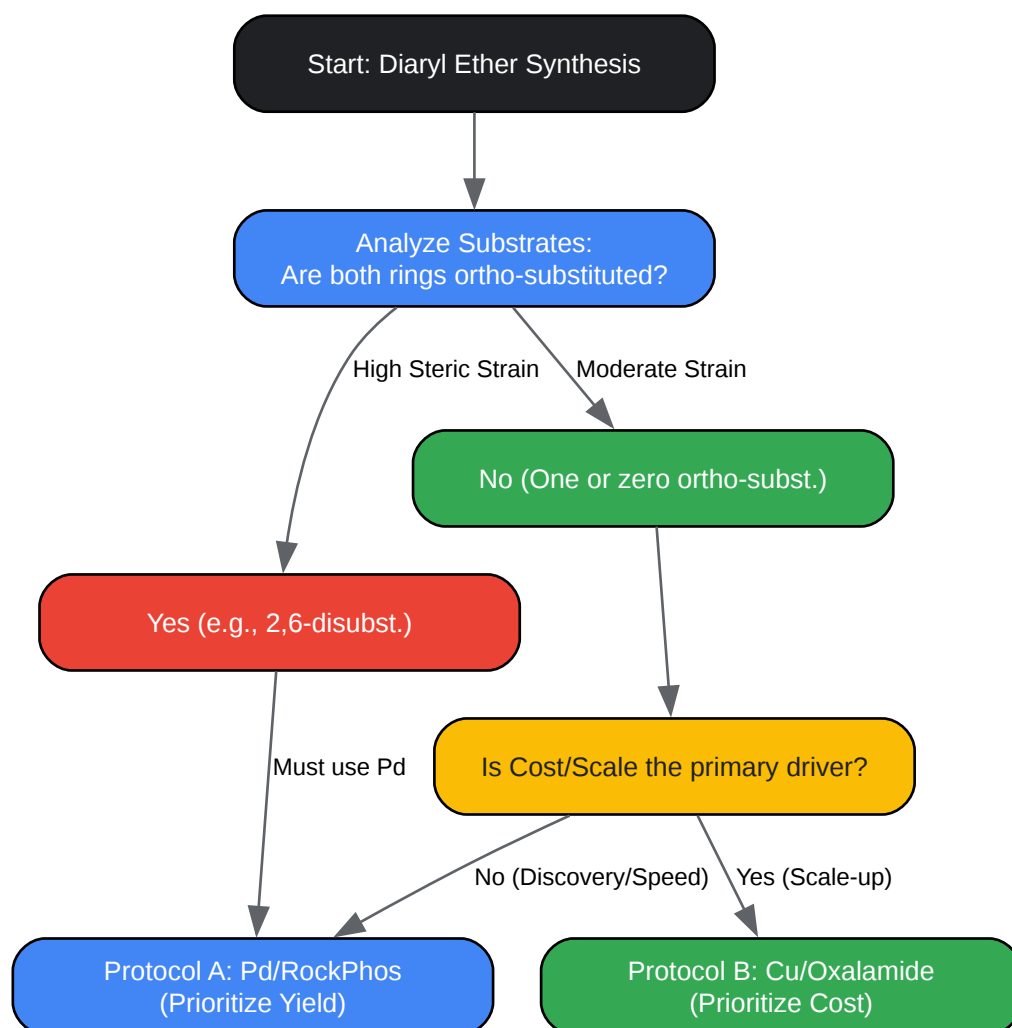 Start: Diaryl Ether Synthesis
Analyze Substrates:
Are both rings ortho-substituted?
High Steric Strain
Moderate Strain
No (One or zero ortho-subst.)
Yes (e.g., 2,6-disubst.)
Must use Pd
Is Cost/Scale the primary driver?
No (Discovery/Speed)
Yes (Scale-up)
Protocol A: Pd/RockPhos
(Prioritize Yield)
Protocol B: Cu/Oxalamide
(Prioritize Cost)